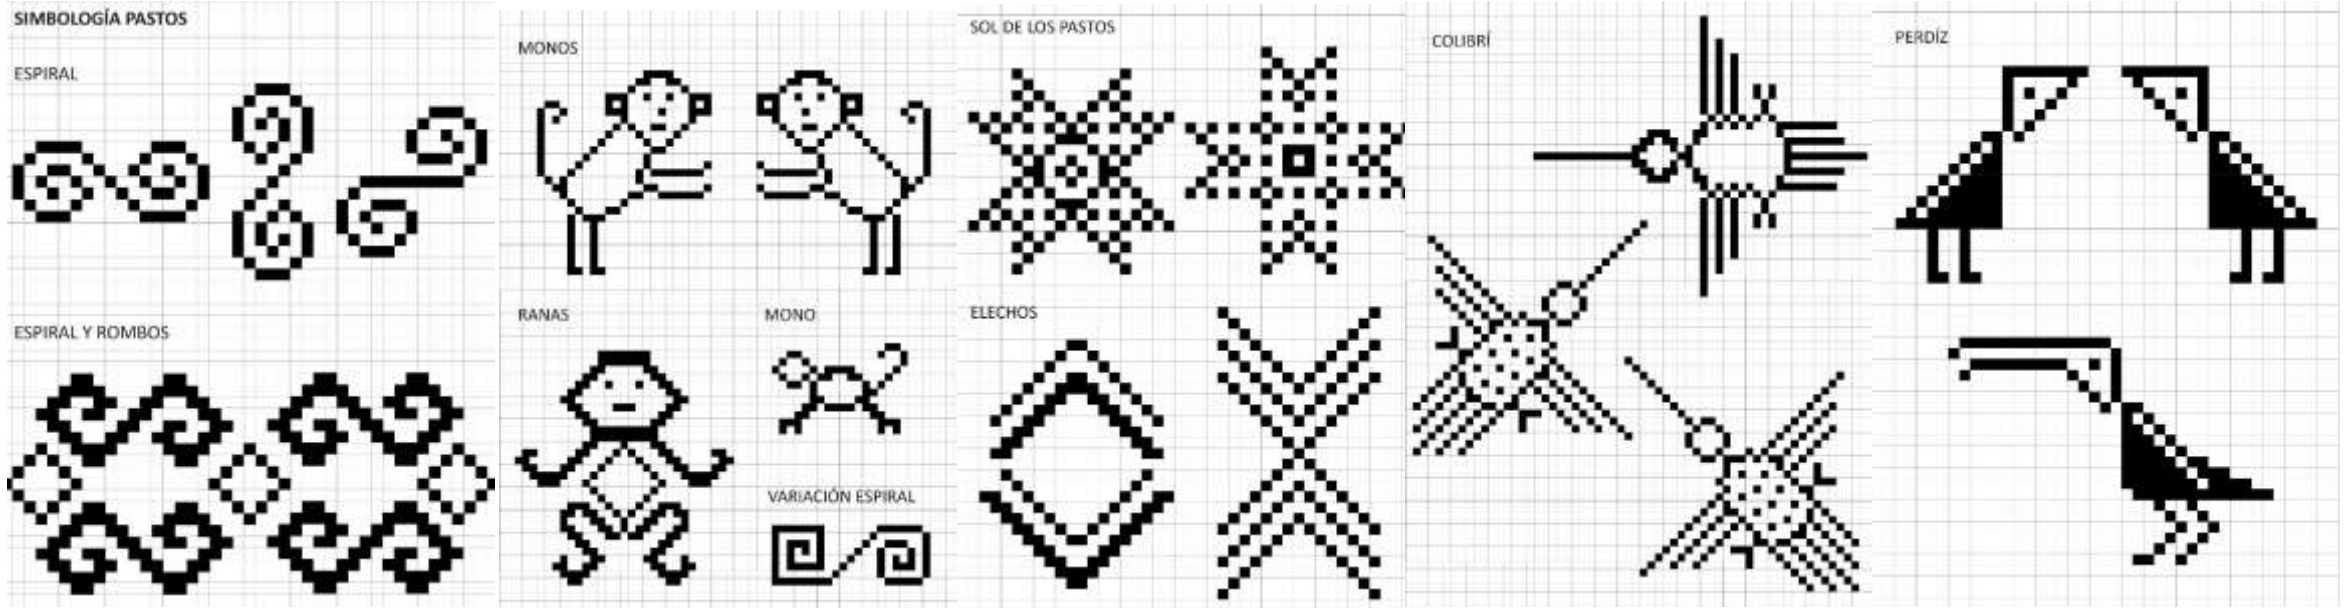 SIMBOLOGÍA PASTOS
ESPIRAL
ESPIRAL Y ROMBOS
MONOS
RANAS
MONO
VARIACIÓN ESPIRAL
SOL DE LOS PASTOS
ELECHOS
COLIBRÍ
PERDÍZ